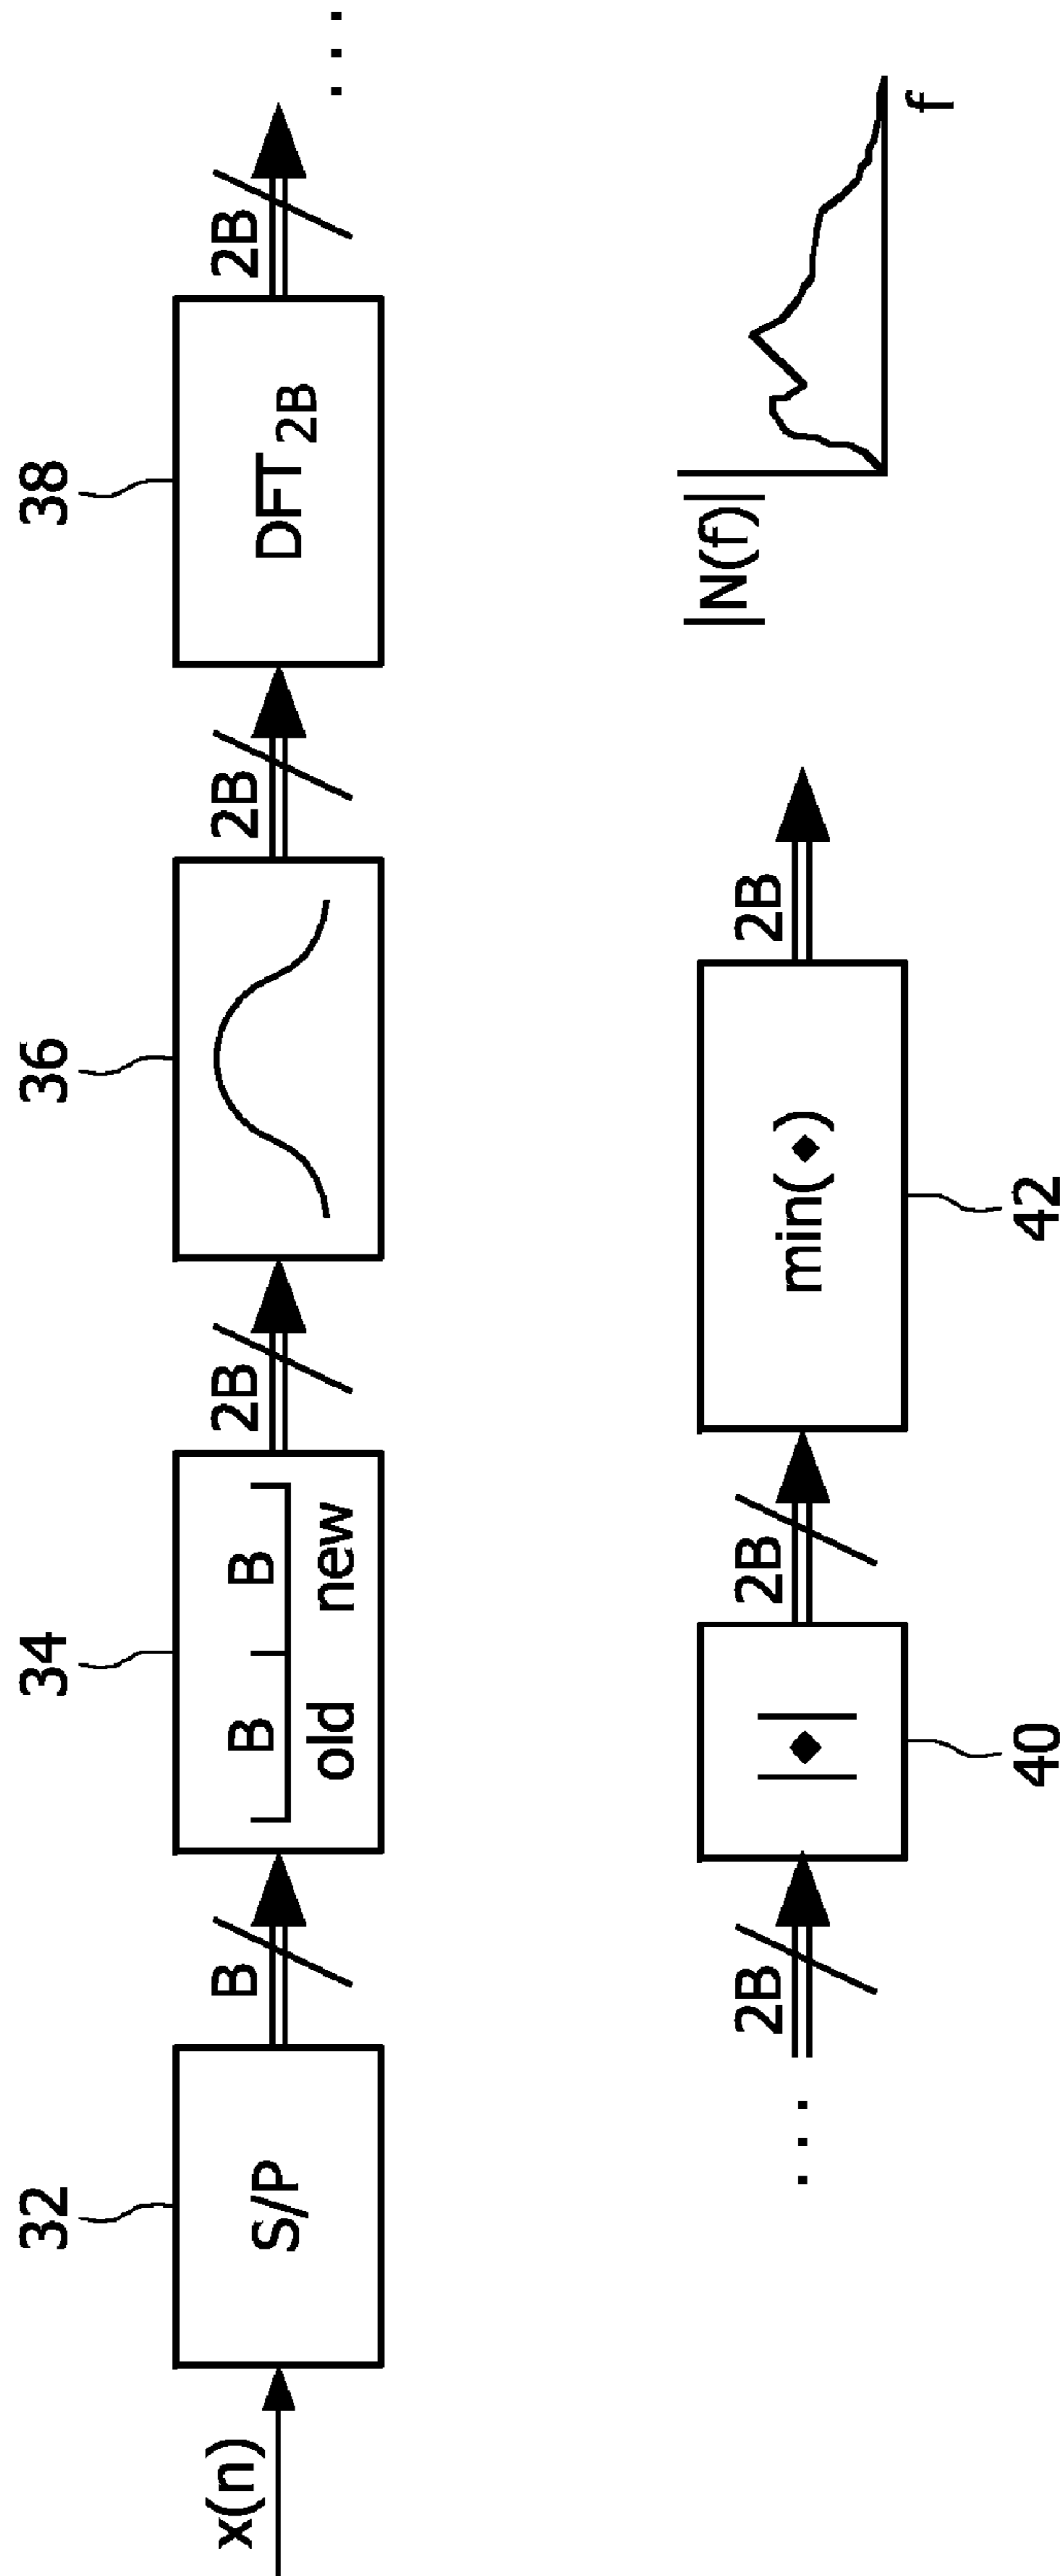 32
34
36
38
x(n)
S/P
B
B B
old new
2B
2B
DFT2B
2B
. . .
. . .
2B
|◆|
2B
min(◆)
2B
|N(f)|
f
40
42